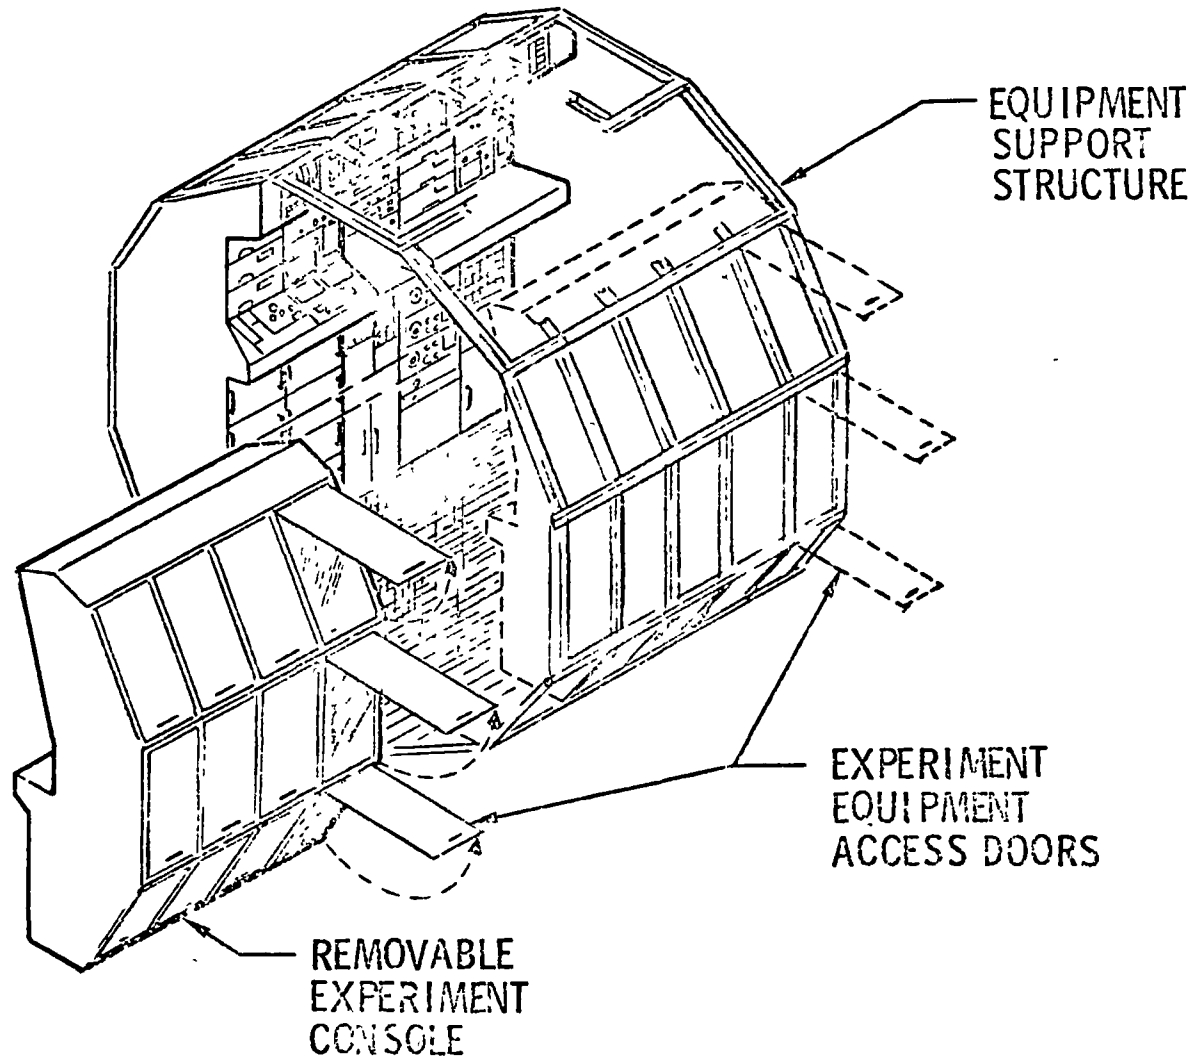 EQUIPMENT
SUPPORT
STRUCTURE
EXPERIMENT
EQUIPMENT
ACCESS DOORS
REMOVABLE
EXPERIMENT
CONSOLE